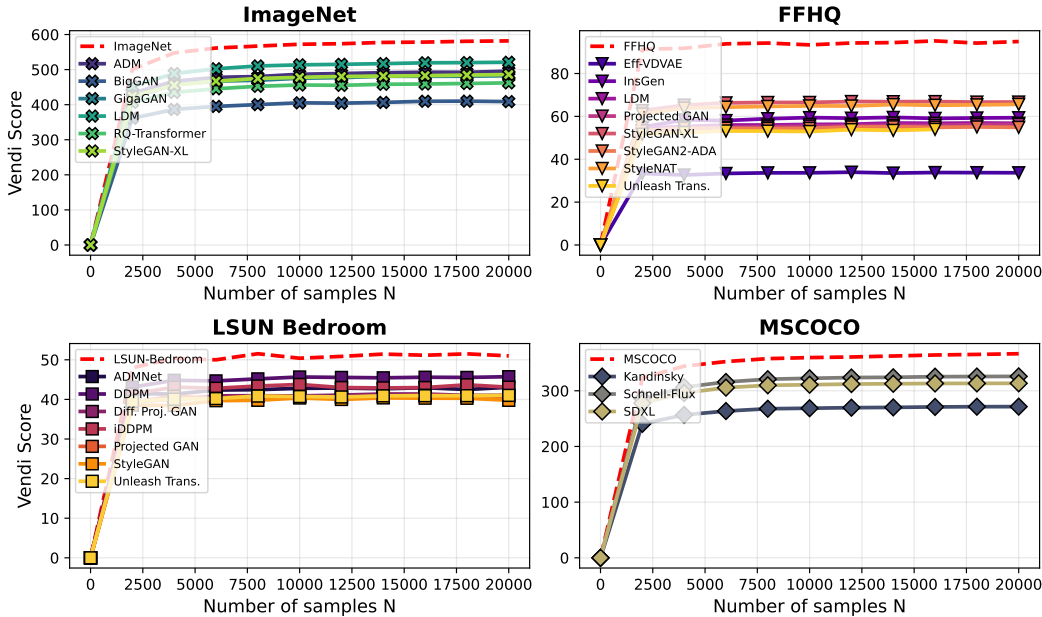 ImageNet
600
500
400
300
200
100
0
Vendi Score
ImageNet
ADM
BigGAN
GigaGAN
LDM
RQ-Transformer
StyleGAN-XL
0 2500 5000 7500 10000 12500 15000 17500 20000
Number of samples N
FFHQ
80
60
40
20
0
FFHQ
Eff-VDVAE
InsGen
LDM
Projected GAN
StyleGAN-XL
StyleGAN2-ADA
StyleNAT
Unleash Trans.
0 2500 5000 7500 10000 12500 15000 17500 20000
Number of samples N
LSUN Bedroom
50
40
30
20
10
0
Vendi Score
LSUN-Bedroom
ADMNet
DDPM
Diff. Proj. GAN
iDDPM
Projected GAN
StyleGAN
Unleash Trans.
0 2500 5000 7500 10000 12500 15000 17500 20000
Number of samples N
MSCOCO
300
200
100
0
MSCOCO
Kandinsky
Schnell-Flux
SDXL
0 2500 5000 7500 10000 12500 15000 17500 20000
Number of samples N